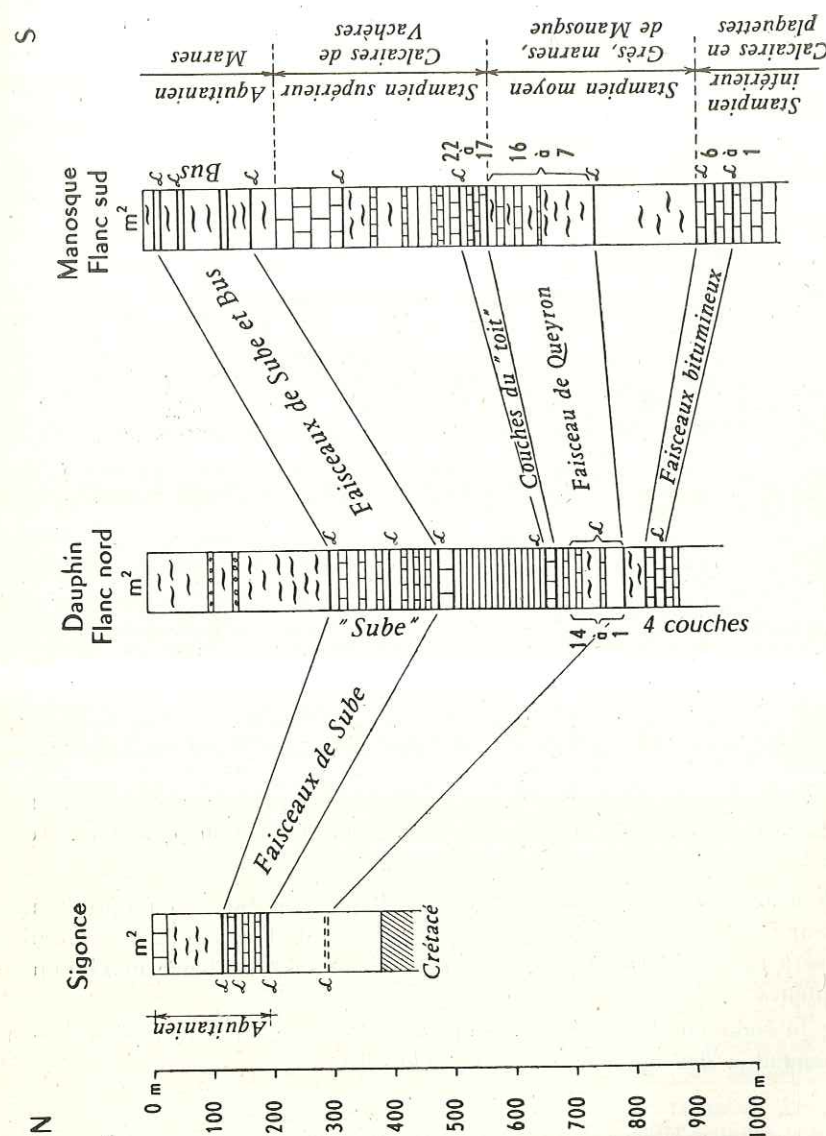 N
S
0 m
100
200
300
400
500
600
700
800
900
1000 m
Sigonce
m²
Aquitanien
ℒ
ℒ
ℒ
ℒ
Crétacé
Faisceaux de Sube
Dauphin
Flanc nord
m²
"Sube"
ℒ
ℒ
ℒ
ℒ
ℒ
ℒ
14
à
1
4 couches
Faisceaux de Sube et Bus
Couches du "toit"
Faisceau de Queyron
Faisceaux bitumineux
Manosque
Flanc sud
m²
Bus
ℒ
ℒ
ℒ
ℒ
ℒ
22
à
17
16
à
7
ℒ
ℒ
ℒ
6
à
1
Aquitanien
Marnes
Stampien supérieur
Calcaires de
Vachères
Stampien moyen
Grès, marnes,
de Manosque
Stampien
inférieur
Calcaires en
plaquettes